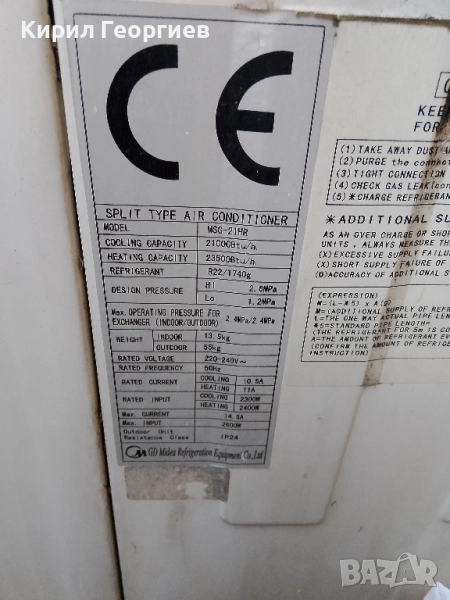 Кирил Георгиев
CE
SPLIT TYPE AIR CONDITIONER
MODEL MSG-21HR
COOLING CAPACITY 21000Btu/h
HEATING CAPACITY 23500Btu/h
REFRIGERANT R22/1740g
DESIGN PRESSURE Hi 2.6MPa
Lo 1.2MPa
Max. OPERATING PRESSURE FOR
EXCHANGER (INDOOR/OUTDOOR) 2.4MPa/2.4MPa
WEIGHT INDOOR 13.5kg
OUTDOOR 55kg
RATED VOLTAGE 220-240V~
RATED FREQUENCY 50Hz
RATED CURRENT COOLING 10.5A
HEATING 11A
RATED INPUT COOLING 2300W
HEATING 2400W
Max. CURRENT 14.5A
Max. INPUT 2800W
Outdoor Unit
Resistance Class IP24
GD Midea Refrigeration Equipment Co.,Ltd
KEE
FOR
(1) TAKE AWAY DUST
(2) PURGE the
(3) TIGHT CONNECTION
(4) CHECK GAS LEAK
(5) *CHARGE REFRIGERA
*ADDITIONAL SU
AS AN OVER CHARGE OR SHOR
UNITS, ALWAYS MEASURE THA
(X) EXCESSIVE SUPPLY FAILU
(X) SHORT SUPPLY FAILURE OF
ACCURACY OF ADDITIONAL S
(EXPRESSION)
M=(ADDITIONAL SUPPLY OF REFR
L=THE ONE WAY ACTUAL PIPE LEN
*5=STANDARD PIPE LENGTH=
*THE REFRIGERANT FOR 5m IS CO
A=THE AMOUNT OF REFRIGERANT EV
(CONFIRM THE AMOUNT OF REFRIG
INSTRUCTION)
BAZAR.bg